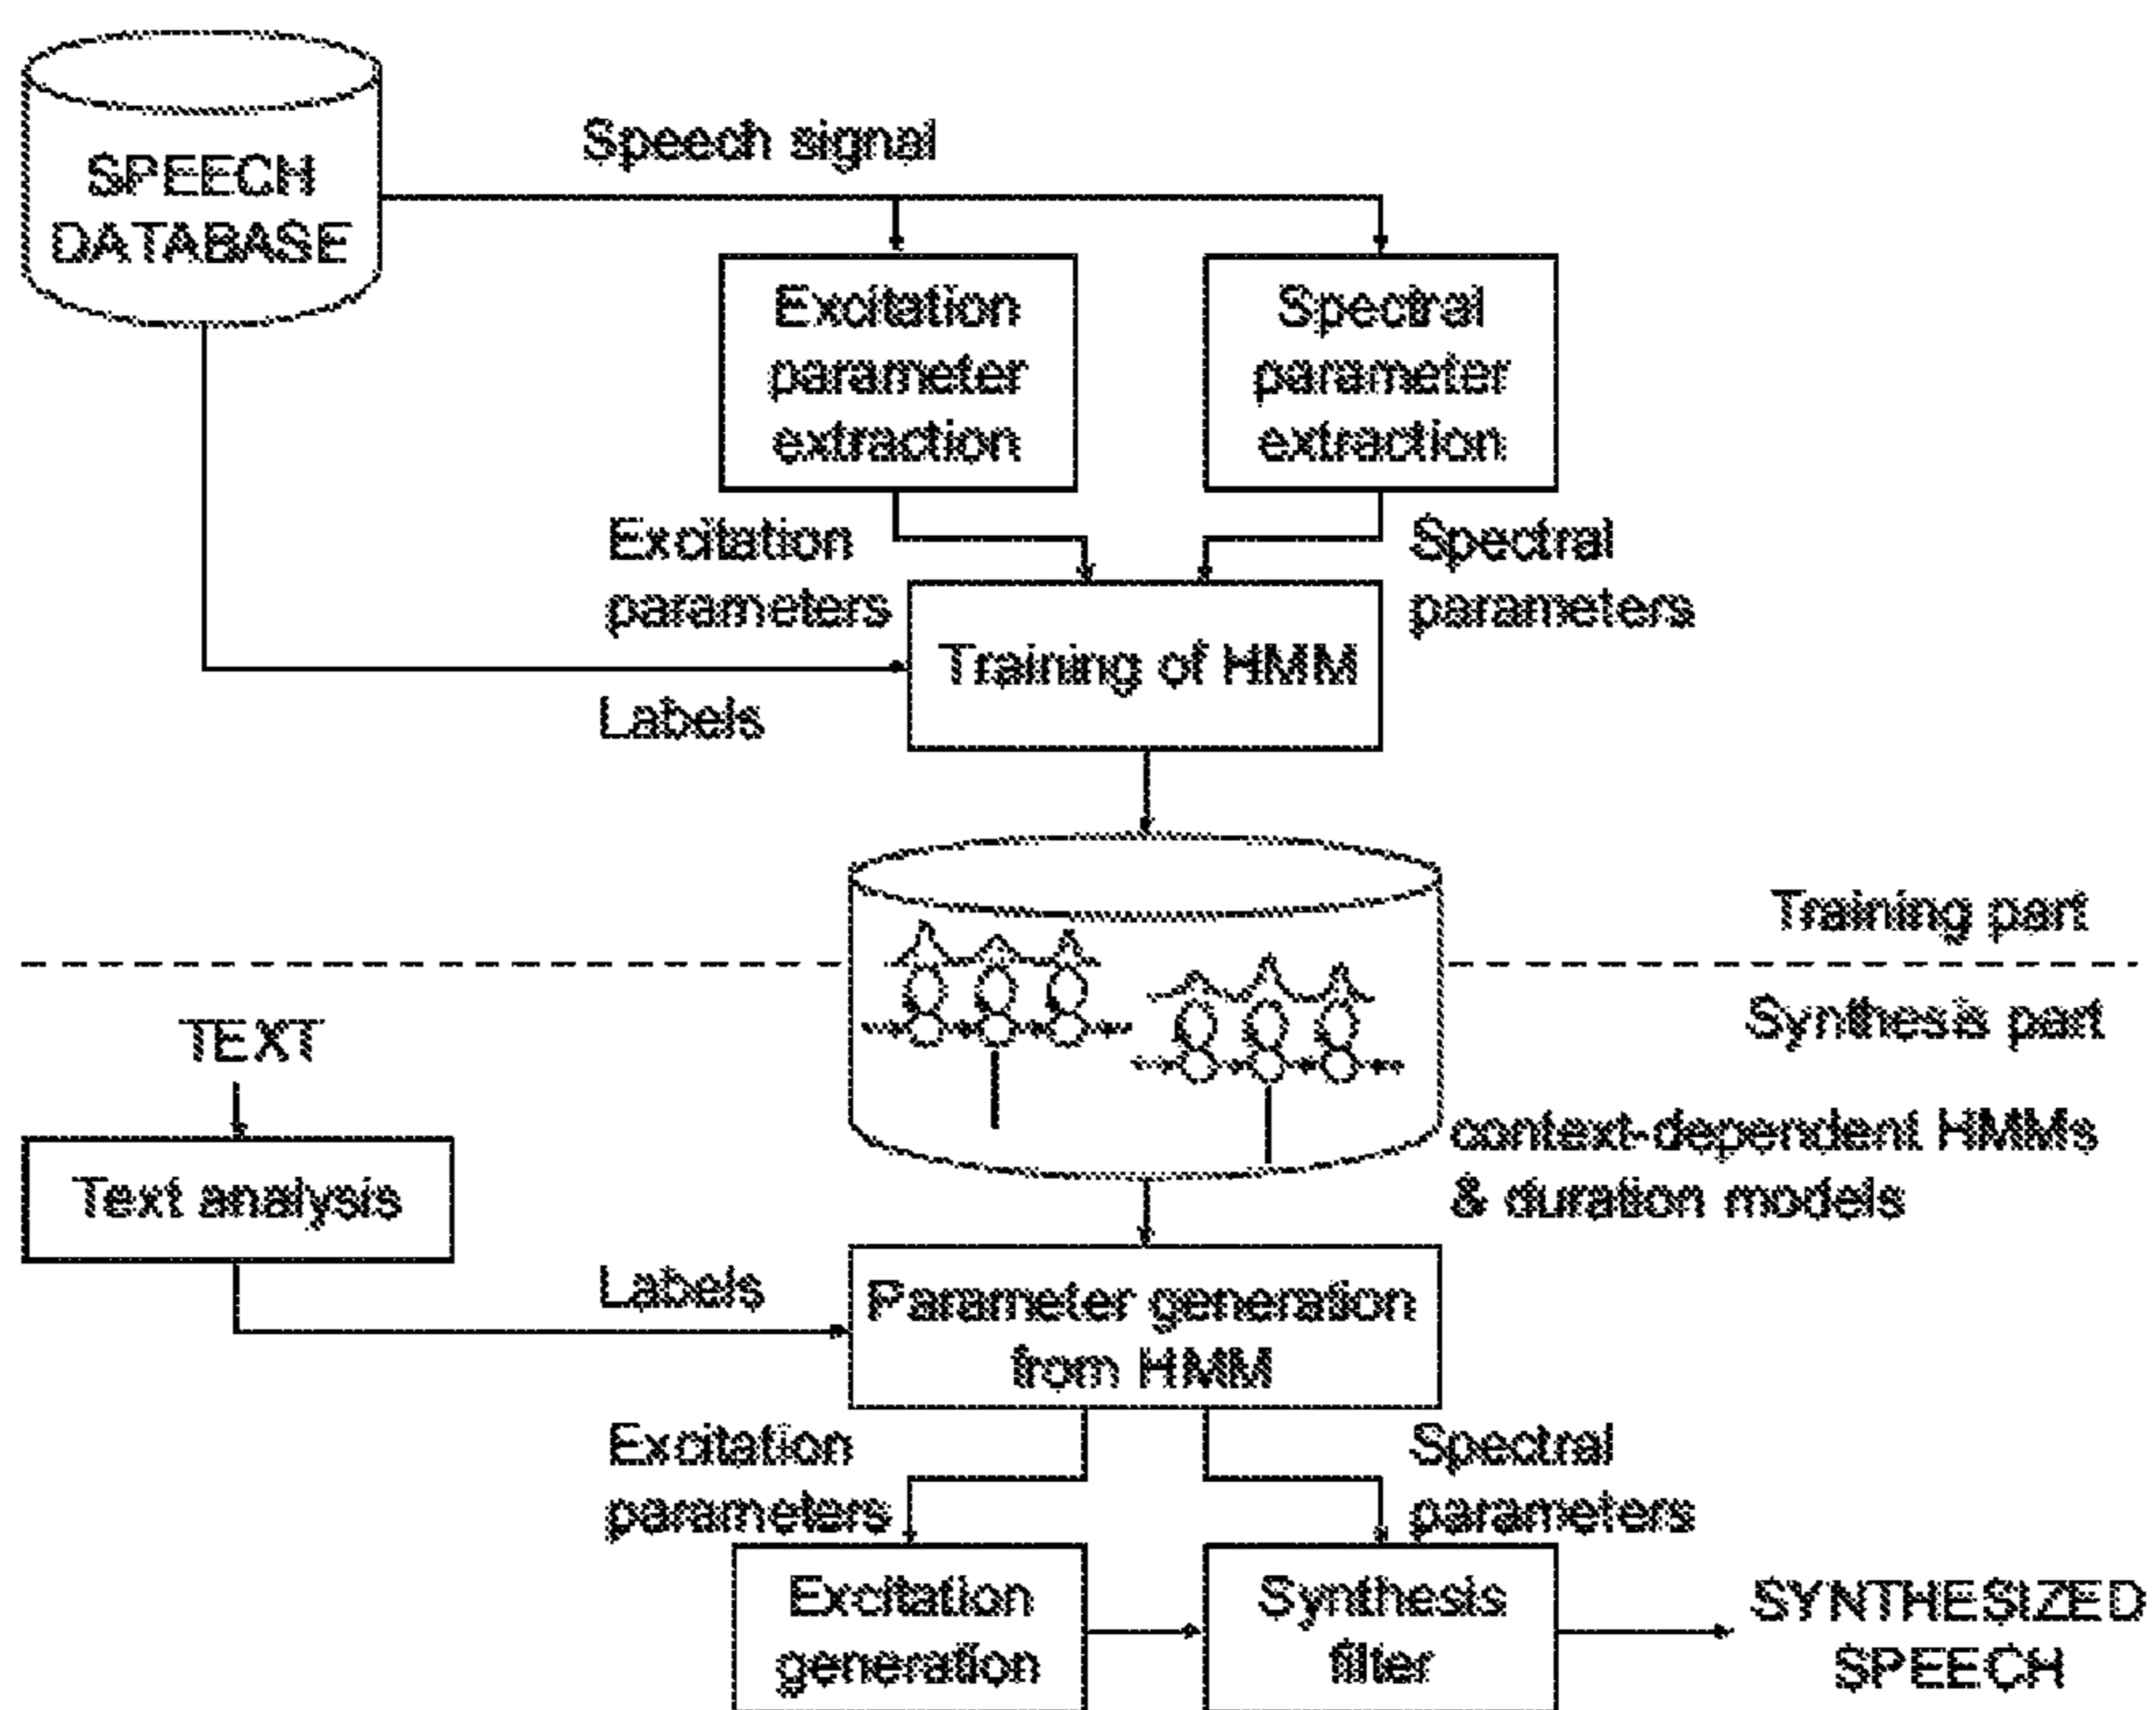 SPEECH
DATABASE
Speech signal
Excitation
parameter
extraction
Spectral
parameter
extraction
Excitation
parameters
Spectral
parameters
Training of HMM
Labels
Training part
Synthesis part
TEXT
context-dependent HMMs
& duration models
Text analysis
Labels
Parameter generation
from HMM
Excitation
parameters
Spectral
parameters
Excitation
generation
Synthesis
filter
SYNTHESIZED
SPEECH